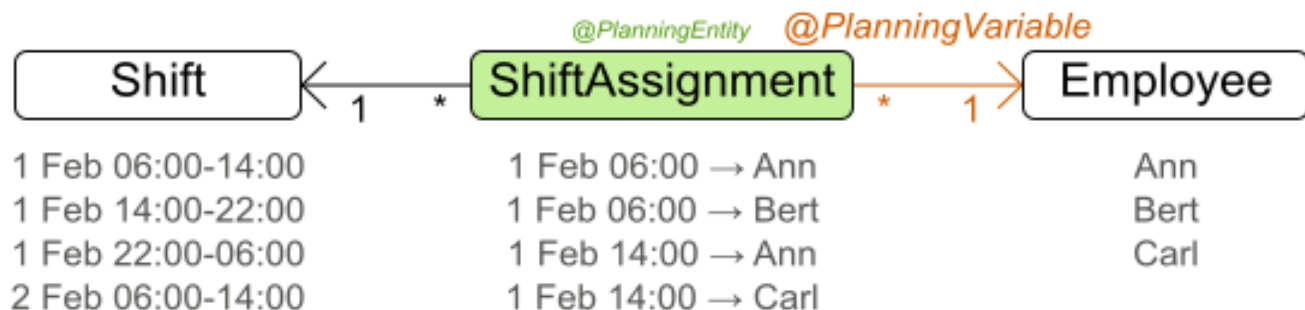 @PlanningEntity @PlanningVariable
Shift 1 * ShiftAssignment * 1 Employee
1 Feb 06:00-14:00 1 Feb 06:00 → Ann Ann
1 Feb 14:00-22:00 1 Feb 06:00 → Bert Bert
1 Feb 22:00-06:00 1 Feb 14:00 → Ann Carl
2 Feb 06:00-14:00 1 Feb 14:00 → Carl